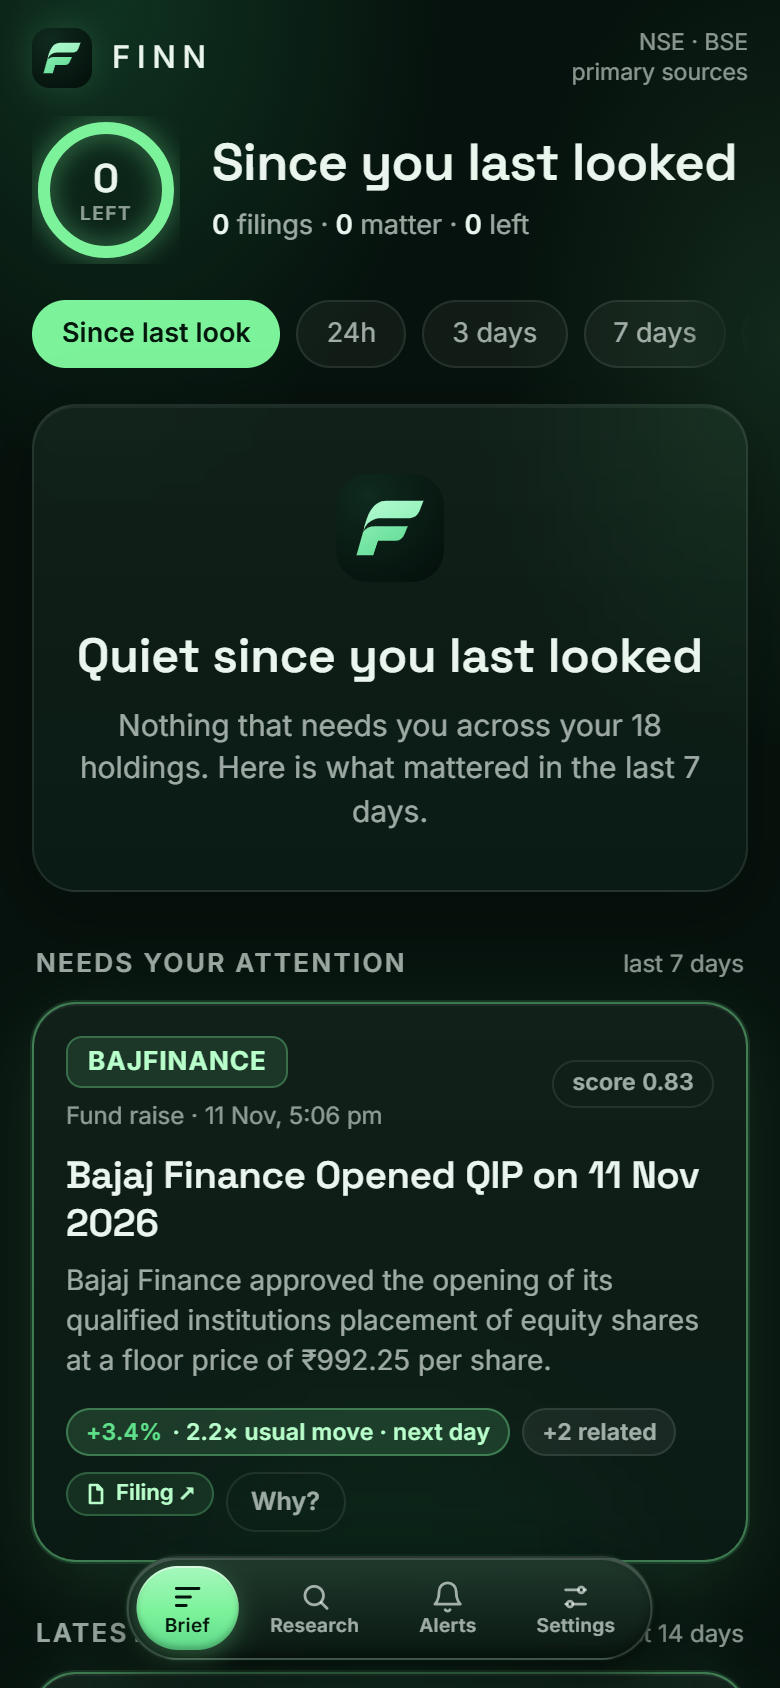 FINN
NSE · BSE
primary sources
0
LEFT
Since you last looked
0 filings · 0 matter · 0 left
Since last look
24h
3 days
7 days
Quiet since you last looked
Nothing that needs you across your 18
holdings. Here is what mattered in the last 7
days.
NEEDS YOUR ATTENTION
last 7 days
BAJFINANCE
score 0.83
Fund raise · 11 Nov, 5:06 pm
Bajaj Finance Opened QIP on 11 Nov
2026
Bajaj Finance approved the opening of its
qualified institutions placement of equity shares
at a floor price of ₹992.25 per share.
+3.4% · 2.2× usual move · next day
+2 related
Filing ↗
Why?
Brief
Research
Alerts
Settings
14 days